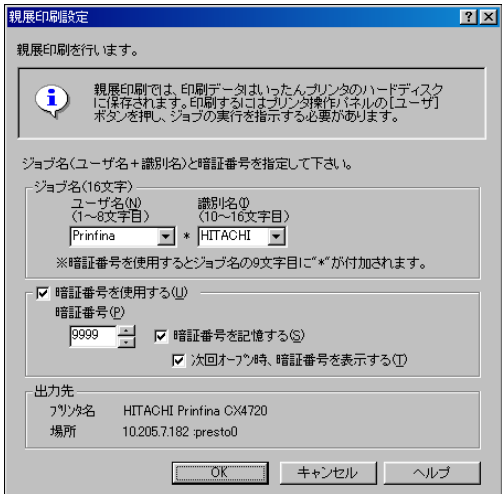 親展印刷設定
親展印刷を行います。
親展印刷では、印刷データはいったんプリンタのハードディスク
に保存されます。印刷するにはプリンタ操作パネルの[ユーザ]
ボタンを押し、ジョブの実行を指示する必要があります。
ジョブ名(ユーザ名+識別名)と暗証番号を指定して下さい。
ジョブ名(16文字)
ユーザ名(N) 識別名(I)
(1~8文字目) (10~16文字目)
Prinfina * HITACHI
※暗証番号を使用するとジョブ名の9文字目に"*"が付加されます。
暗証番号を使用する(U)
暗証番号(P)
9999 暗証番号を記憶する(S)
次回オープン時、暗証番号を表示する(T)
出力先
プリンタ名 HITACHI Prinfina CX4720
場所 10.205.7.182 :presto0
OK キャンセル ヘルプ